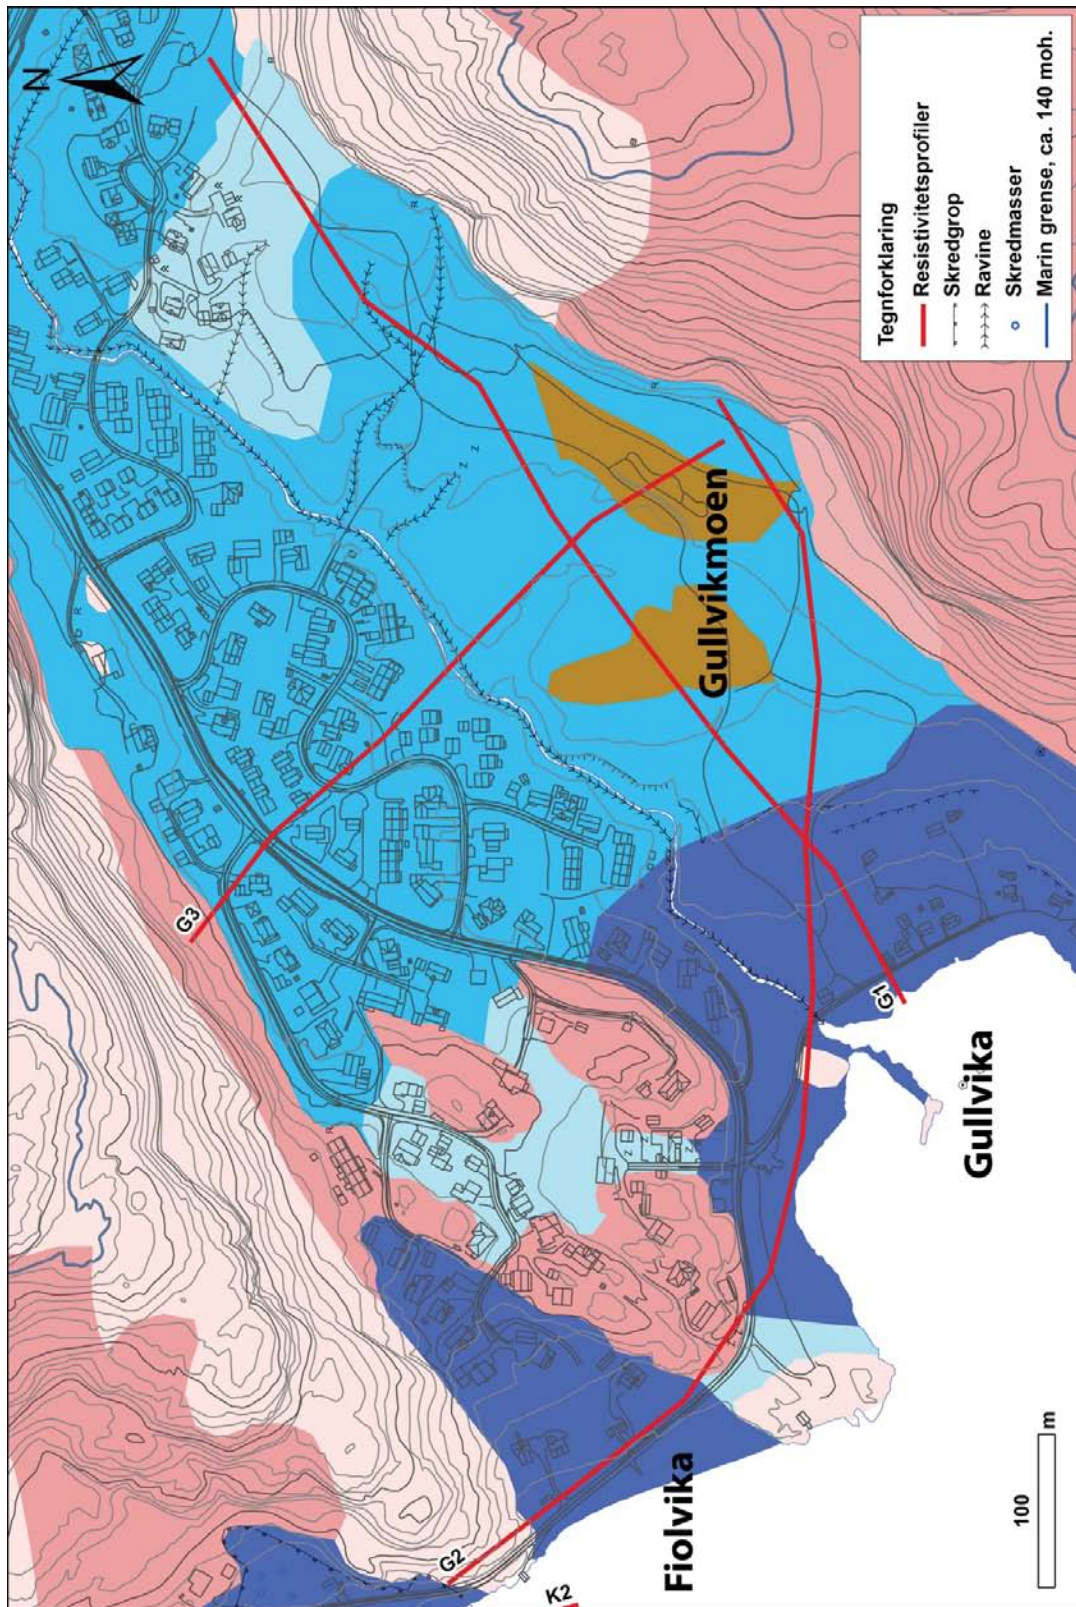 N
G3
G1
G2
K2
Gullvikmoen
Gullvika
Fiolvika
100
m
Tegnforklaring
Resistivitetsprofiler
Skredgrop
Ravine
Skredmasser
Marin grense, ca. 140 moh.
R
R
R
R
R
R
Z
Z
Z
Z